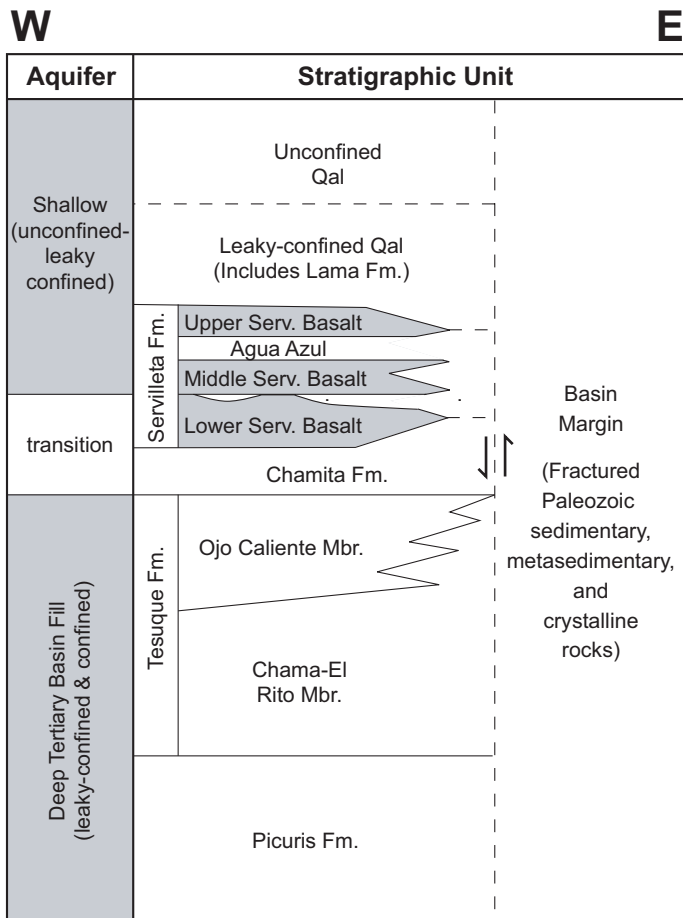 W
E
Aquifer
Stratigraphic Unit
Shallow
(unconfined-
leaky
confined)
transition
Deep Tertiary Basin Fill
(leaky-confined & confined)
Unconfined
Qal
Leaky-confined Qal
(Includes Lama Fm.)
Servilleta Fm.
Upper Serv. Basalt
Agua Azul
Middle Serv. Basalt
Lower Serv. Basalt
Chamita Fm.
Tesuque Fm.
Ojo Caliente Mbr.
Chama-El
Rito Mbr.
Picuris Fm.
Basin
Margin
(Fractured
Paleozoic
sedimentary,
metasedimentary,
and
crystalline
rocks)